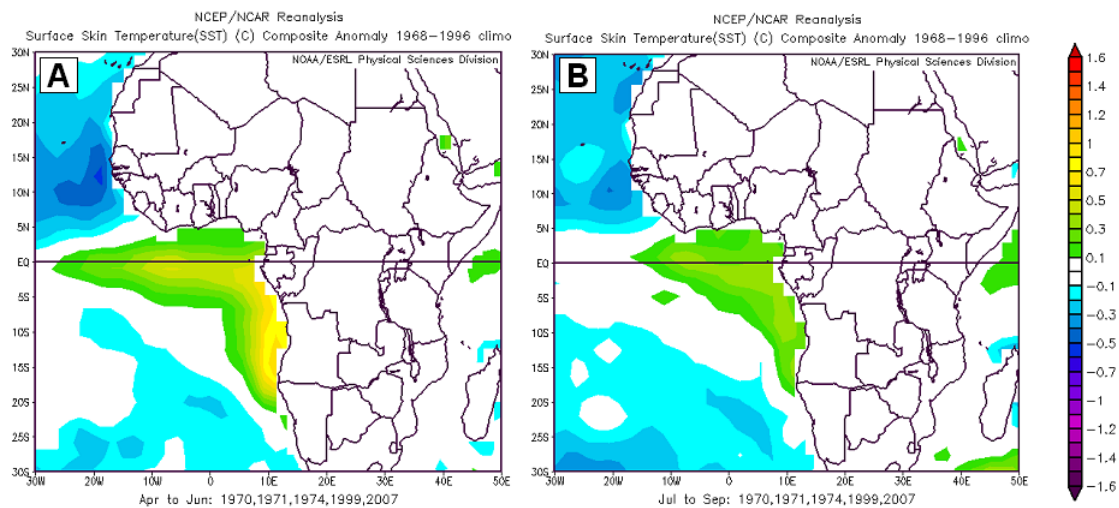 NCEP/NCAR Reanalysis
Surface Skin Temperature(SST) (C) Composite Anomaly 1968-1996 climo
NOAA/ESRL Physical Sciences Division
A
30N
25N
20N
15N
10N
5N
EQ
5S
10S
15S
20S
25S
30S
30W 20W 10W 0 10E 20E 30E 40E 50E
Apr to Jun: 1970,1971,1974,1999,2007
NCEP/NCAR Reanalysis
Surface Skin Temperature(SST) (C) Composite Anomaly 1968-1996 climo
NOAA/ESRL Physical Sciences Division
B
30N
25N
20N
15N
10N
5N
EQ
5S
10S
15S
20S
25S
30S
30W 20W 10W 0 10E 20E 30E 40E 50E
Jul to Sep: 1970,1971,1974,1999,2007
1.6
1.4
1.2
1
0.7
0.5
0.3
0.1
-0.1
-0.3
-0.5
-0.7
-1
-1.2
-1.4
-1.6